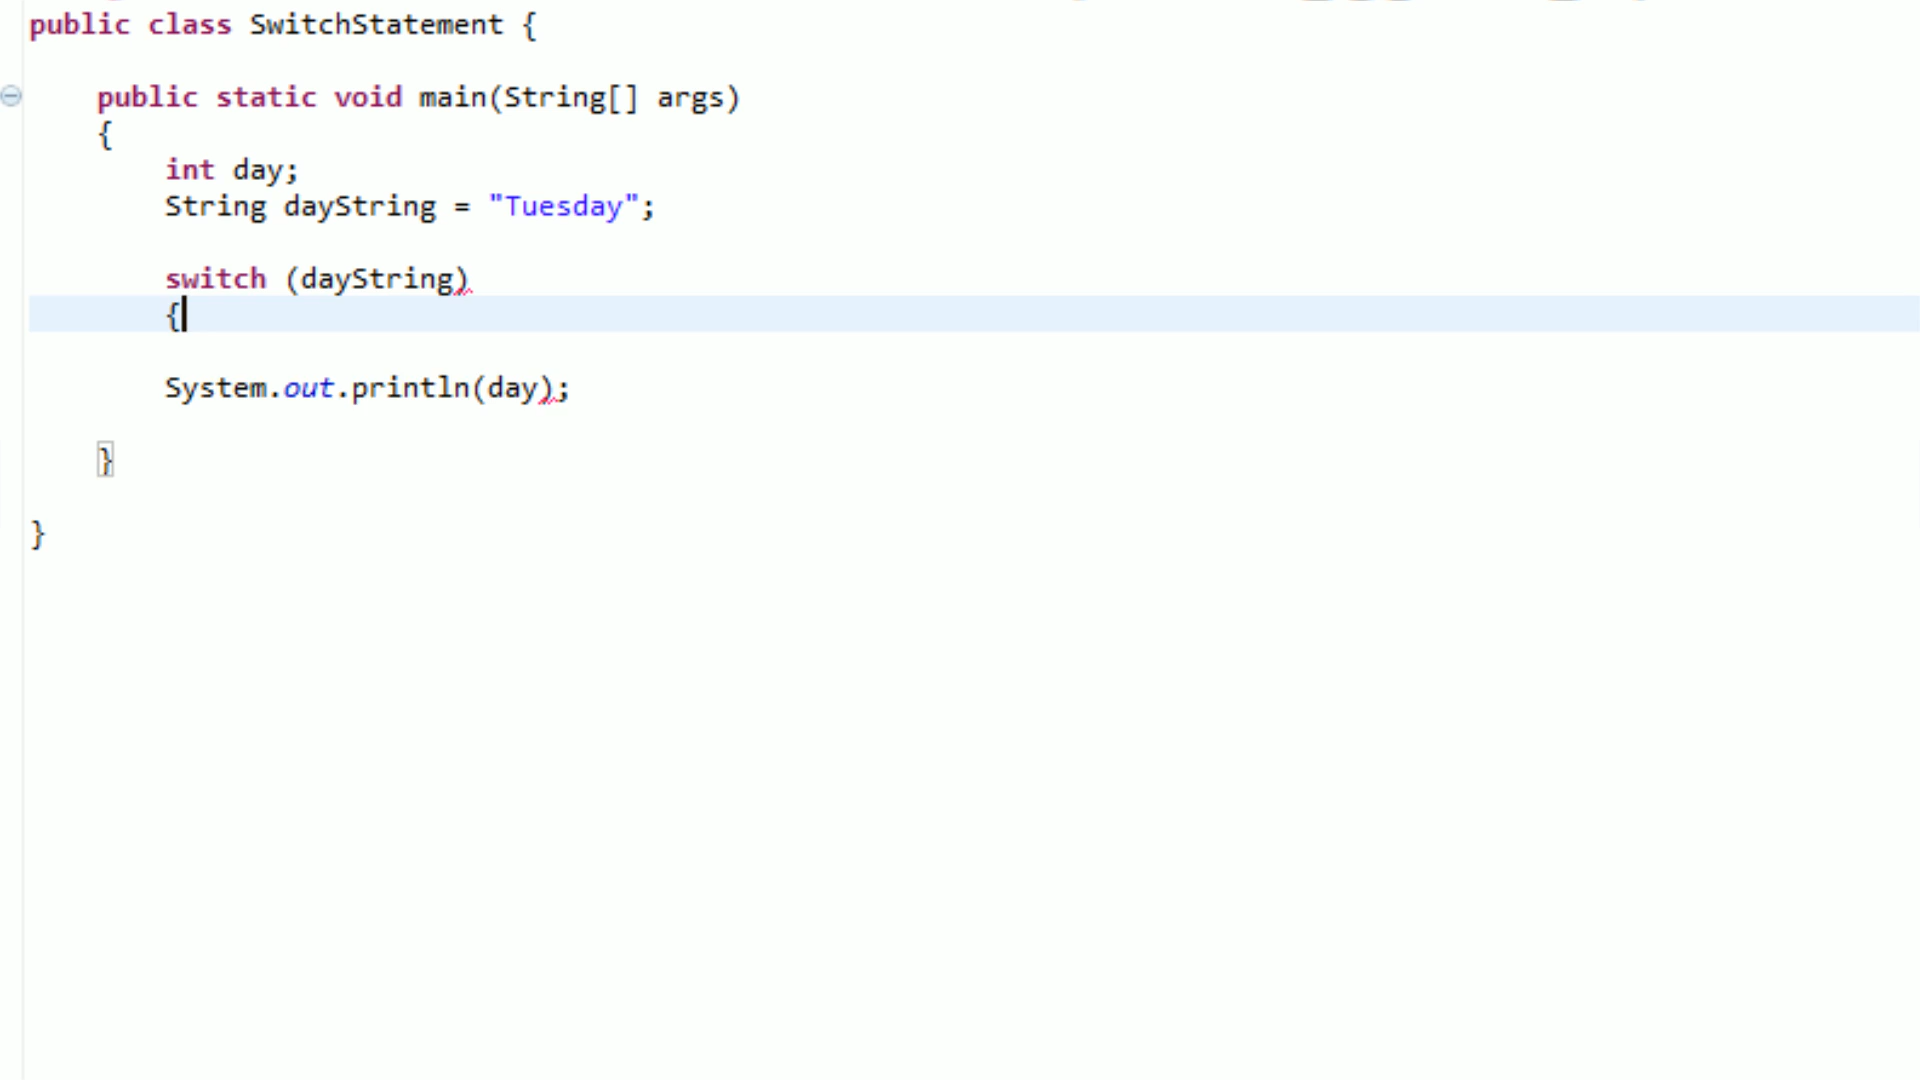 public class SwitchStatement {
public static void main(String[] args)
{
int day;
String dayString = "Tuesday";
switch (dayString)
{
System.out.println(day);
}
}